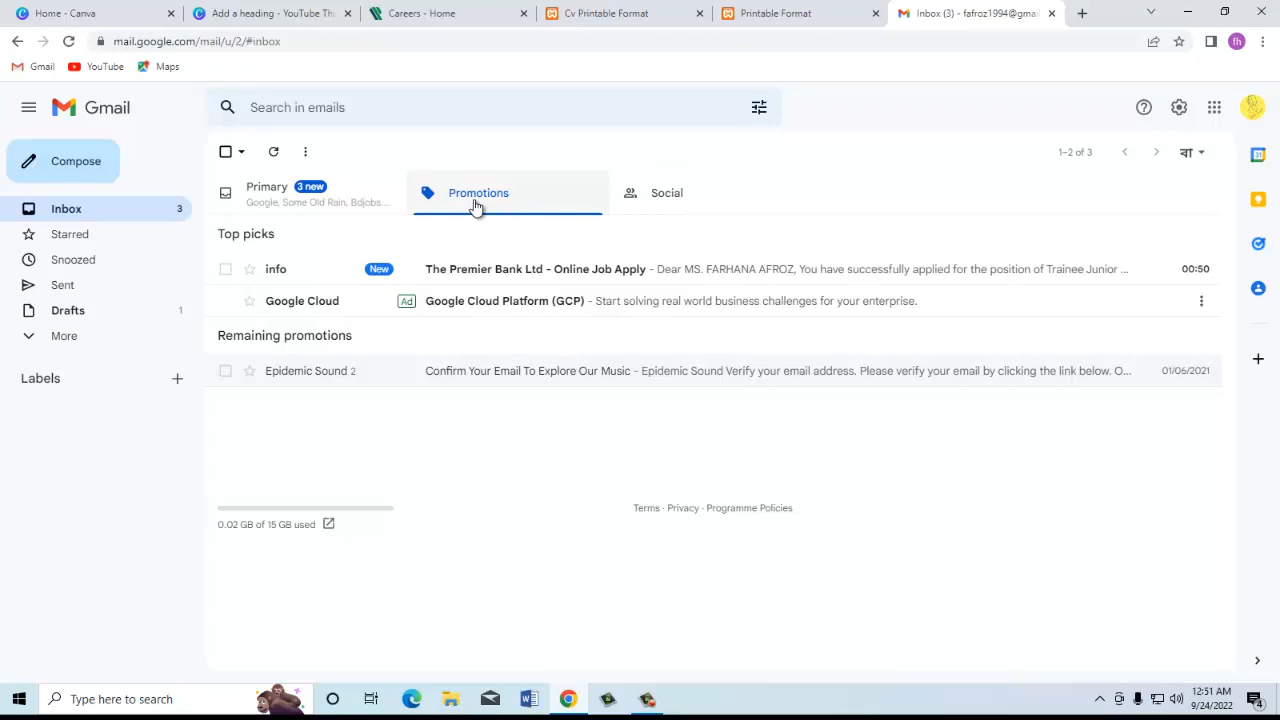 Home - Canva
Add a heading - YouTube Th
Careers - Home
Cv Printable Format
Printable Format
Inbox (3) - fafroz1994@gmai
mail.google.com/mail/u/2/#inbox
fh
Gmail
YouTube
Maps
Gmail
Search in emails
Compose
1–2 of 3
বা
Primary 3 new
Google, Some Old Rain, Bdjobs....
Promotions
Social
Inbox 3
Starred
Snoozed
Sent
Drafts 1
More
Labels
Top picks
info New The Premier Bank Ltd - Online Job Apply - Dear MS. FARHANA AFROZ, You have successfully applied for the position of Trainee Junior ... 00:50
Google Cloud Ad Google Cloud Platform (GCP) - Start solving real world business challenges for your enterprise.
Remaining promotions
Epidemic Sound 2 Confirm Your Email To Explore Our Music - Epidemic Sound Verify your email address. Please verify your email by clicking the link below. O... 01/06/2021
0.02 GB of 15 GB used
Terms · Privacy · Programme Policies
Type here to search
12:51 AM
9/24/2022
4